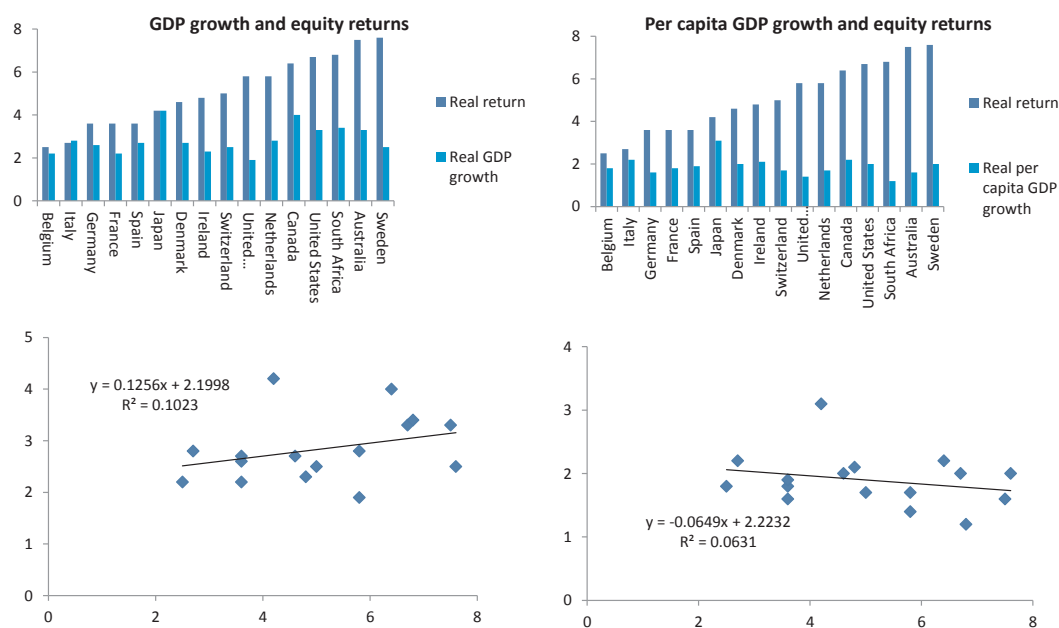 GDP growth and equity returns
8
6
4
2
0
Belgium
Italy
Germany
France
Spain
Japan
Denmark
Ireland
Switzerland
United...
Netherlands
Canada
United States
South Africa
Australia
Sweden
Real return
Real GDP
growth
Per capita GDP growth and equity returns
8
6
4
2
0
Belgium
Italy
Germany
France
Spain
Japan
Denmark
Ireland
Switzerland
United...
Netherlands
Canada
United States
South Africa
Australia
Sweden
Real return
Real per
capita GDP
growth
5
4
3
2
1
0
y = 0.1256x + 2.1998
R² = 0.1023
0 2 4 6 8
4
3
2
1
0
y = -0.0649x + 2.2232
R² = 0.0631
0 2 4 6 8